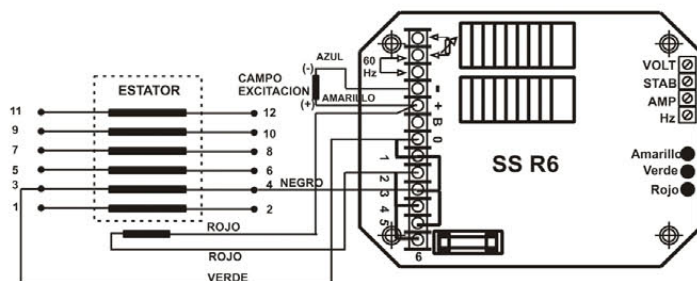 ESTATOR
11
12
9
10
7
8
5
6
3
4
1
2
CAMPO
EXCITACION
(-)
AZUL
(+)
AMARILLO
NEGRO
ROJO
ROJO
VERDE
60
Hz
-
+
B
0
1
2
3
4
5
6
SS R6
VOLT
STAB
AMP
Hz
Amarillo
Verde
Rojo